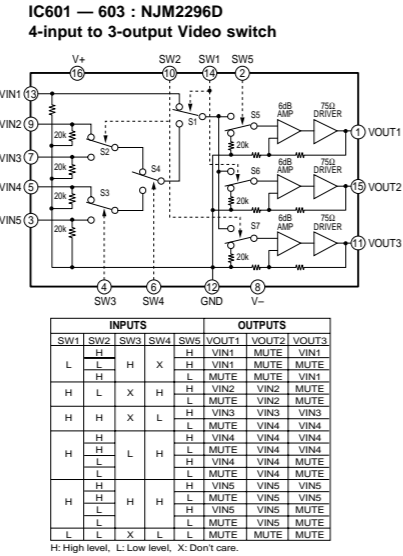 IC601 — 603 : NJM2296D
4-input to 3-output Video switch
V+ SW2 SW1 SW5
16 10 14 2
VIN1 13
VIN2 9
VIN3 7
VIN4 5
VIN5 3
20k
20k
20k
20k
S2
S3
S4
S1
S5
20k
6dB AMP
75Ω DRIVER
1 VOUT1
S6
20k
6dB AMP
75Ω DRIVER
15 VOUT2
S7
20k
6dB AMP
75Ω DRIVER
11 VOUT3
4 6 12 8
SW3 SW4 GND V–
INPUTS OUTPUTS
SW1 SW2 SW3 SW4 SW5 VOUT1 VOUT2 VOUT3
L H H X H VIN1 MUTE VIN1
L H VIN1 MUTE MUTE
H L MUTE MUTE VIN1
H L X H H VIN2 VIN2 MUTE
L MUTE VIN2 MUTE
H H X L H VIN3 VIN3 VIN3
L MUTE VIN4 VIN4
H H L H H VIN4 VIN4 VIN4
H L MUTE VIN4 VIN4
L H VIN4 VIN4 MUTE
L L MUTE VIN4 MUTE
H H H H H VIN5 VIN5 VIN5
H L MUTE VIN5 VIN5
L H VIN5 VIN5 MUTE
L L MUTE VIN5 MUTE
L L X L L MUTE MUTE MUTE
H: High level, L: Low level, X: Don't care.